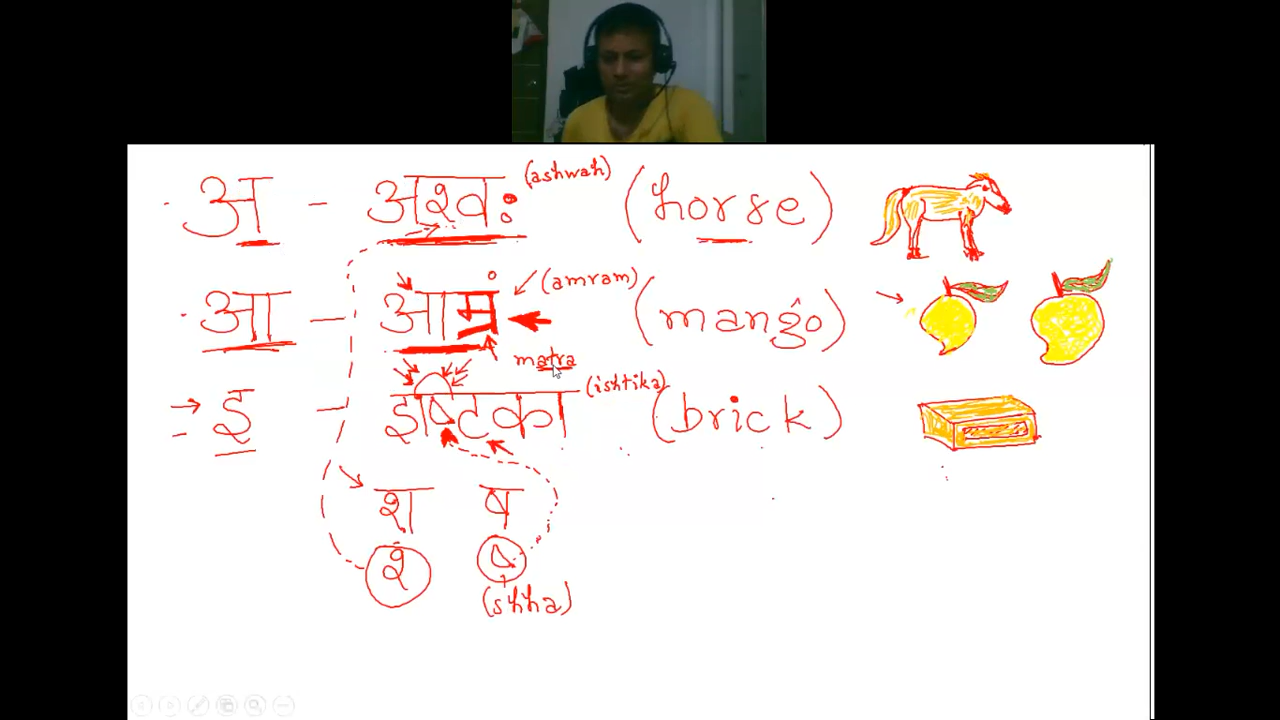 अ - अश्वः (ashwah) (horse)
आ - आम्रं (amram) (mango)
matra
इ - इष्टिका (ishtika) (brick)
श ष
श् ष्
(shha)